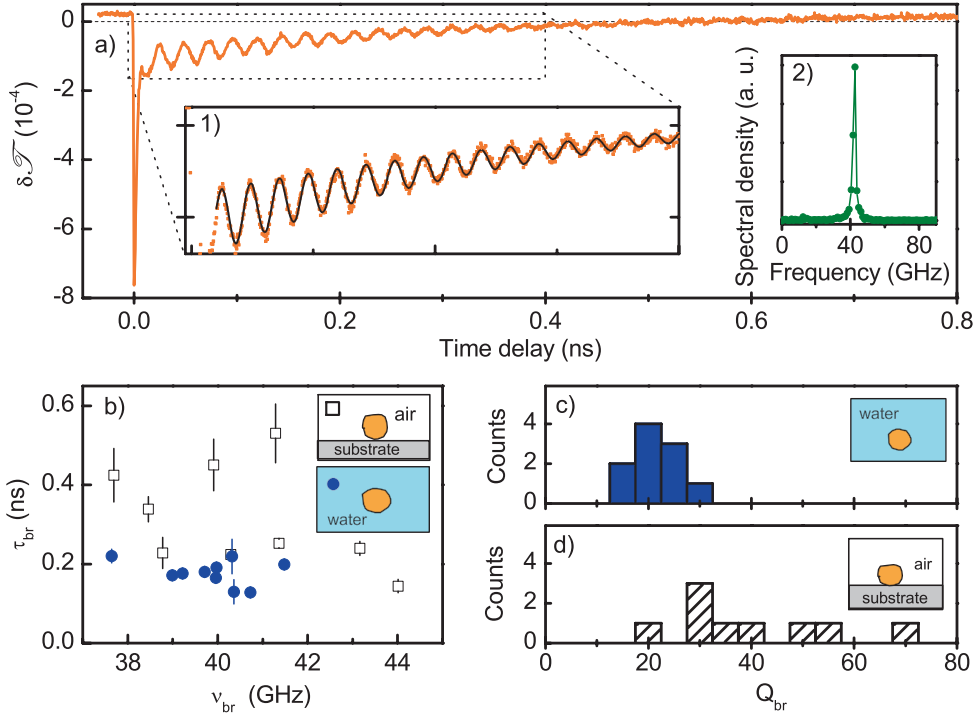 a)
δ𝒯 (10⁻⁴)
0
-2
-4
-6
-8
1)
2)
Spectral density (a. u.)
0 40 80
Frequency (GHz)
0.0 0.2 0.4 0.6 0.8
Time delay (ns)
b)
τbr (ns)
0.6
0.4
0.2
0.0
air
substrate
water
38 40 42 44
νbr (GHz)
c)
Counts
4
2
0
water
d)
Counts
4
2
0
air
substrate
0 20 40 60 80
Qbr